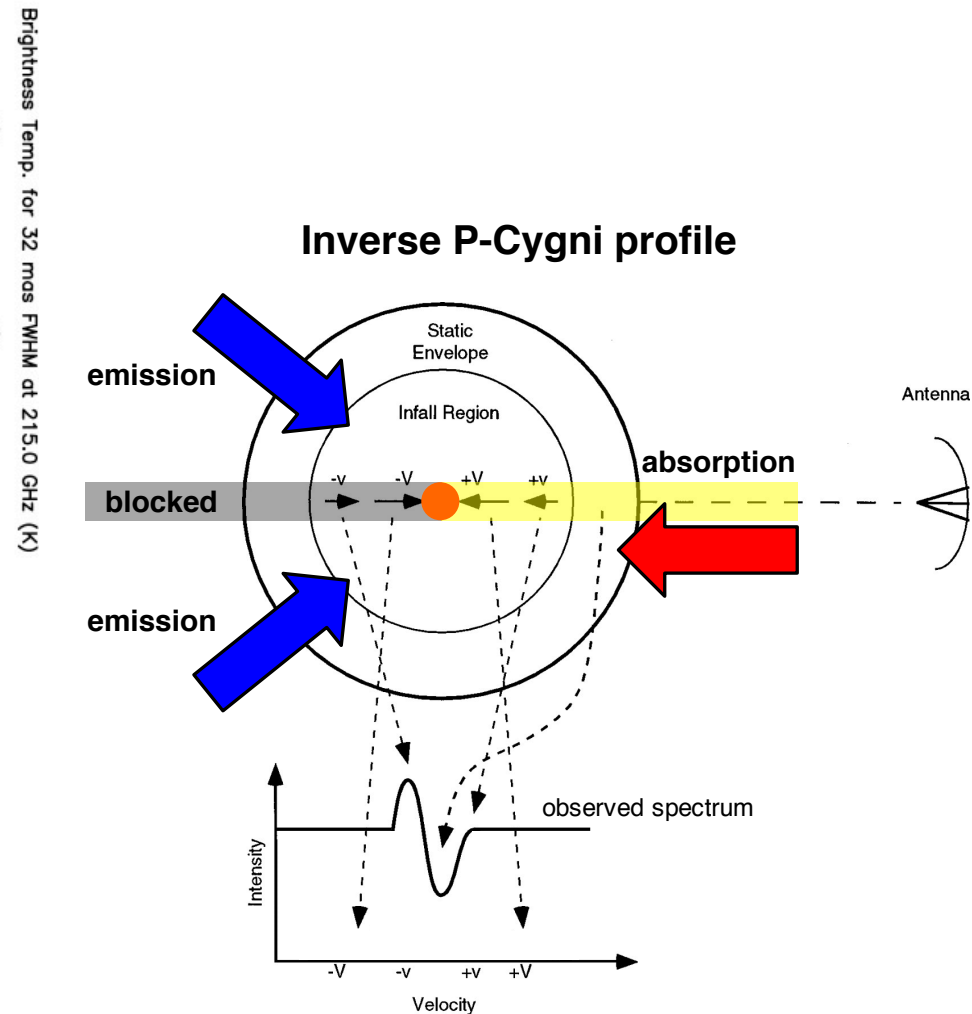 Brightness Temp. for 32 mas FWHM at 215.0 GHz (K)
Inverse P-Cygni profile
Static
Envelope
emission
Antenna
Infall Region
absorption
-v
-V
+V
+v
blocked
emission
observed spectrum
Intensity
-V
-v
+v
+V
Velocity